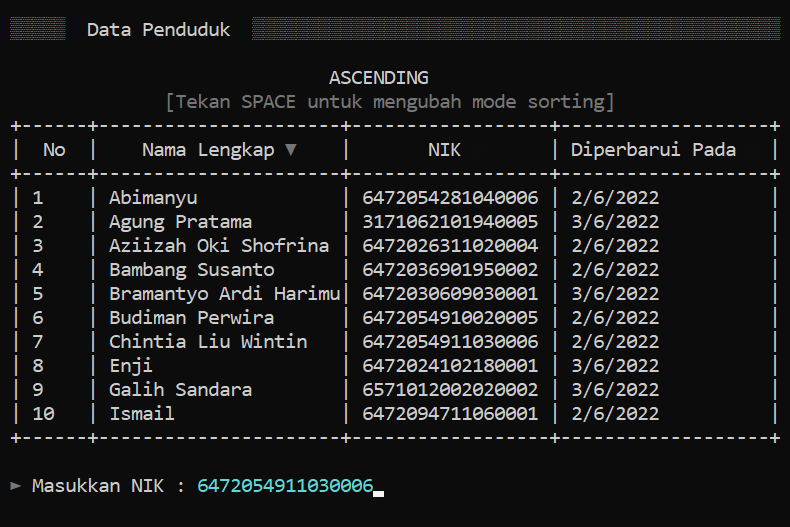 Data Penduduk
ASCENDING
[Tekan SPACE untuk mengubah mode sorting]
| No | Nama Lengkap ▼ | NIK | Diperbarui Pada |
| 1 | Abimanyu | 6472054281040006 | 2/6/2022 |
| 2 | Agung Pratama | 3171062101940005 | 3/6/2022 |
| 3 | Aziizah Oki Shofrina | 6472026311020004 | 2/6/2022 |
| 4 | Bambang Susanto | 6472036901950002 | 2/6/2022 |
| 5 | Bramantyo Ardi Harimu| 6472030609030001 | 3/6/2022 |
| 6 | Budiman Perwira | 6472054910020005 | 2/6/2022 |
| 7 | Chintia Liu Wintin | 6472054911030006 | 2/6/2022 |
| 8 | Enji | 6472024102180001 | 3/6/2022 |
| 9 | Galih Sandara | 6571012002020002 | 3/6/2022 |
| 10 | Ismail | 6472094711060001 | 2/6/2022 |
► Masukkan NIK : 6472054911030006